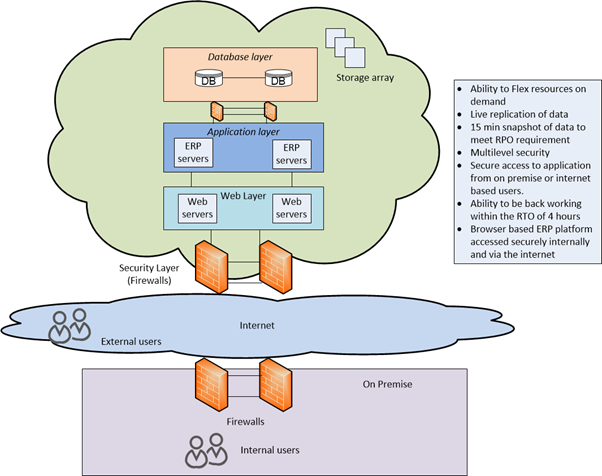 Database layer
DB
DB
Storage array
Application layer
ERP
servers
ERP
servers
Web Layer
Web
servers
Web
servers
Security Layer
(Firewalls)
• Ability to Flex resources on
demand
• Live replication of data
• 15 min snapshot of data to
meet RPO requirement
• Multilevel security
• Secure access to application
from on premise or internet
based users.
• Ability to be back working
within the RTO of 4 hours
• Browser based ERP platform
accessed securely internally
and via the internet
Internet
External users
On Premise
Firewalls
Internal users